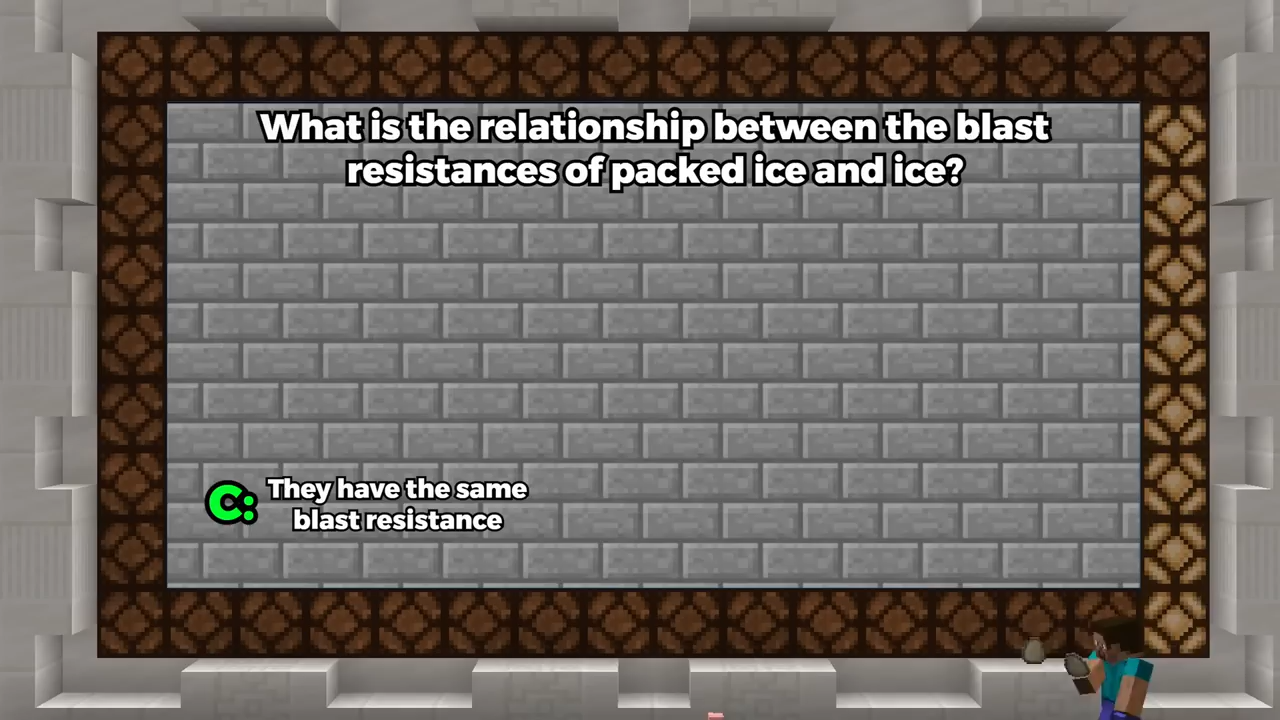 What is the relationship between the blast
resistances of packed ice and ice?
C: They have the same
blast resistance